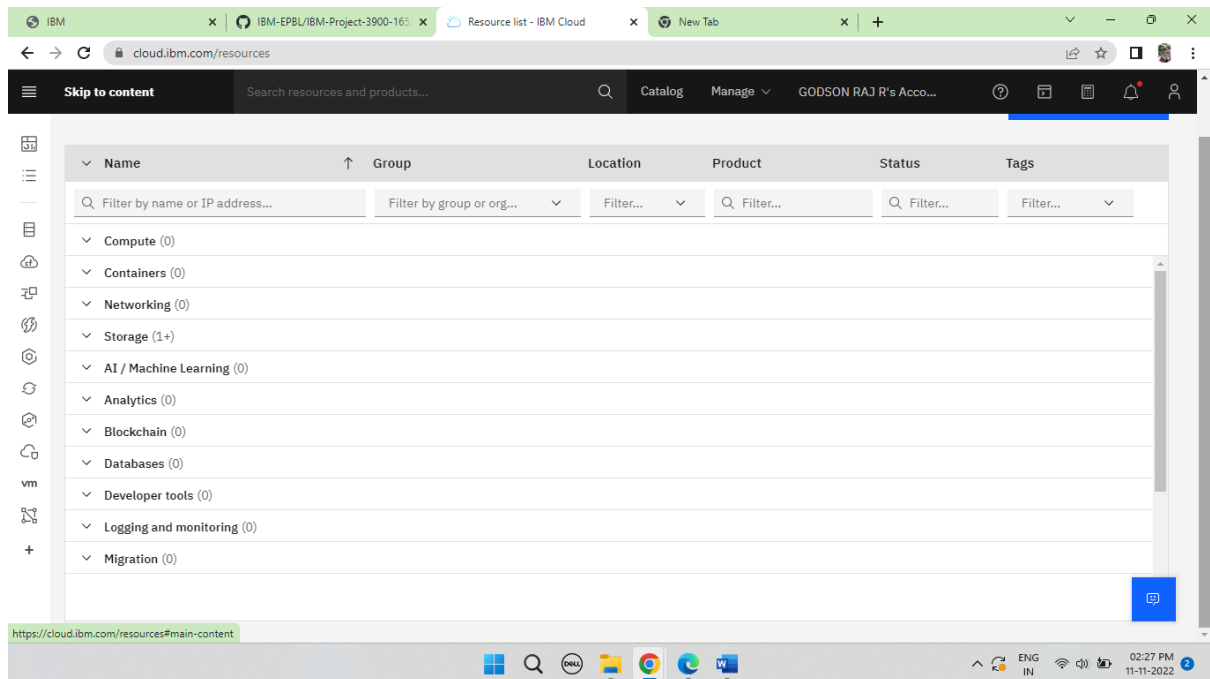 IBM
IBM-EPBL/IBM-Project-3900-165
Resource list - IBM Cloud
New Tab
cloud.ibm.com/resources
Skip to content
Search resources and products...
Catalog
Manage
GODSON RAJ R's Acco...
Name
Group
Location
Product
Status
Tags
Filter by name or IP address...
Filter by group or org...
Filter...
Filter...
Filter...
Filter...
Compute (0)
Containers (0)
Networking (0)
Storage (1+)
AI / Machine Learning (0)
Analytics (0)
Blockchain (0)
Databases (0)
vm
Developer tools (0)
Logging and monitoring (0)
Migration (0)
https://cloud.ibm.com/resources#main-content
DELL
W
ENG
IN
02:27 PM
11-11-2022
2